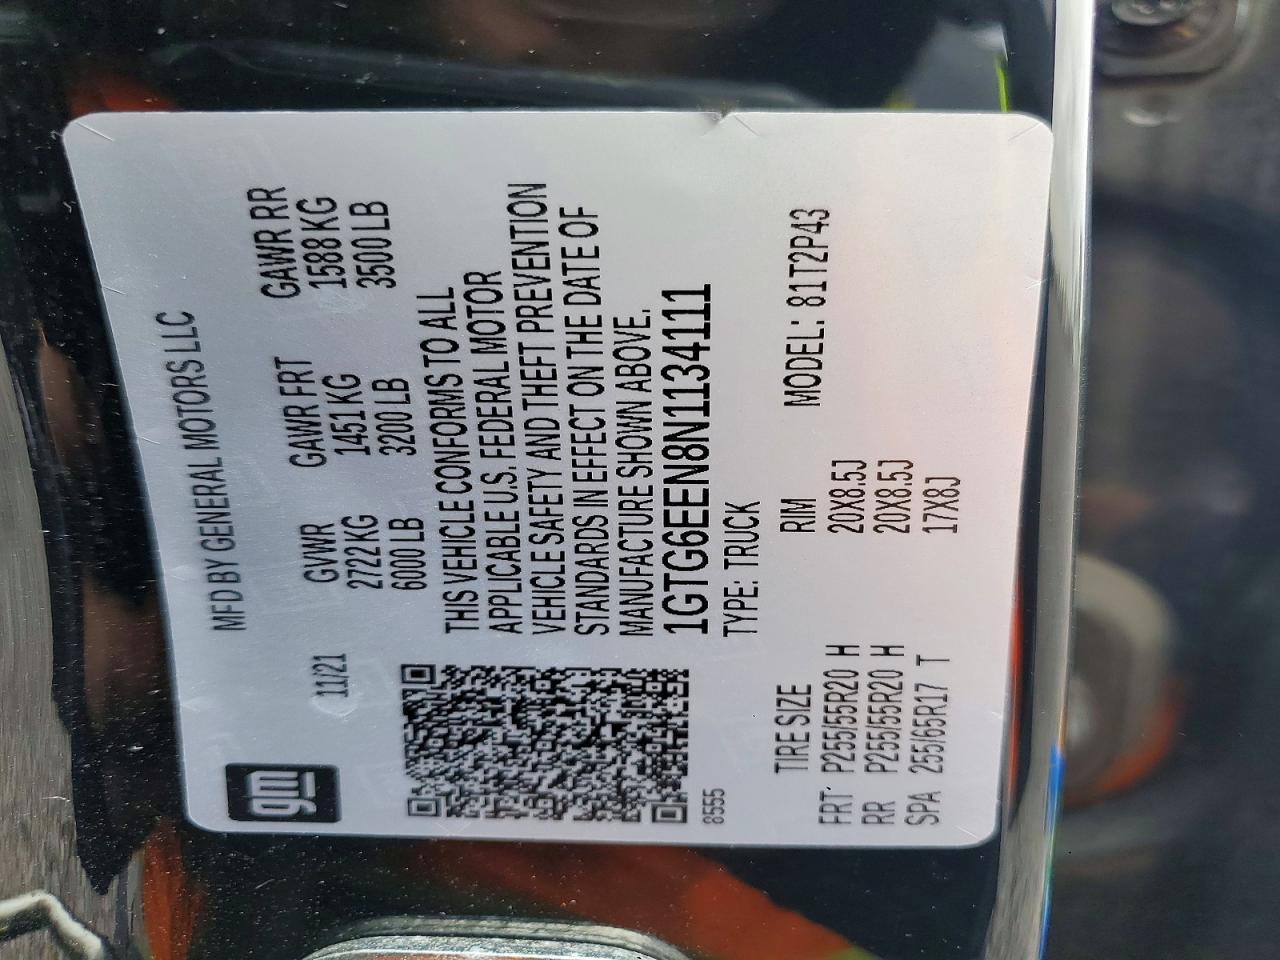 gm
11/21
MFD BY GENERAL MOTORS LLC
GVWR GAWR FRT GAWR RR
2722 KG 1451 KG 1588 KG
6000 LB 3200 LB 3500 LB
THIS VEHICLE CONFORMS TO ALL
APPLICABLE U.S. FEDERAL MOTOR
VEHICLE SAFETY AND THEFT PREVENTION
STANDARDS IN EFFECT ON THE DATE OF
MANUFACTURE SHOWN ABOVE.
1GTG6EEN8N1134111
8555
TYPE: TRUCK
TIRE SIZE RIM MODEL: 81T2P43
FRT P255/55R20 H 20X8.5J
RR P255/55R20 H 20X8.5J
SPA 255/65R17 T 17X8J